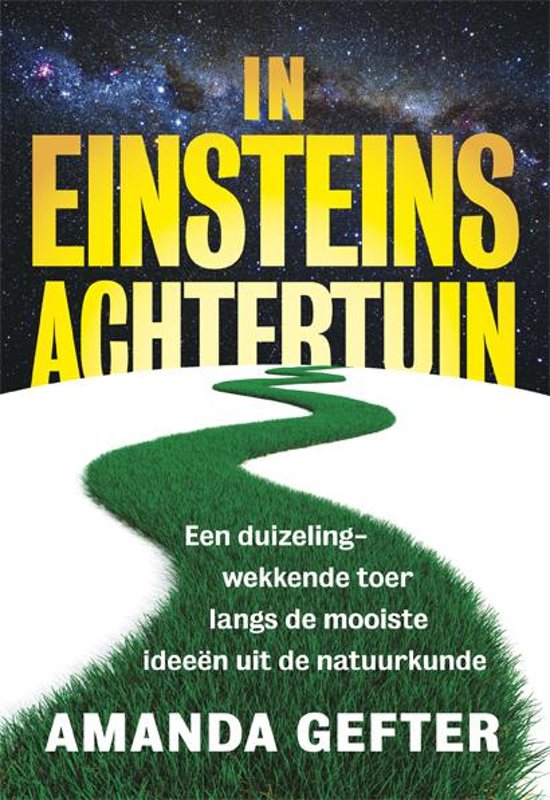 IN
EINSTEINS
ACHTERTUIN
Een duizeling-
wekkende toer
langs de mooiste
ideeën uit de natuurkunde
AMANDA GEFTER